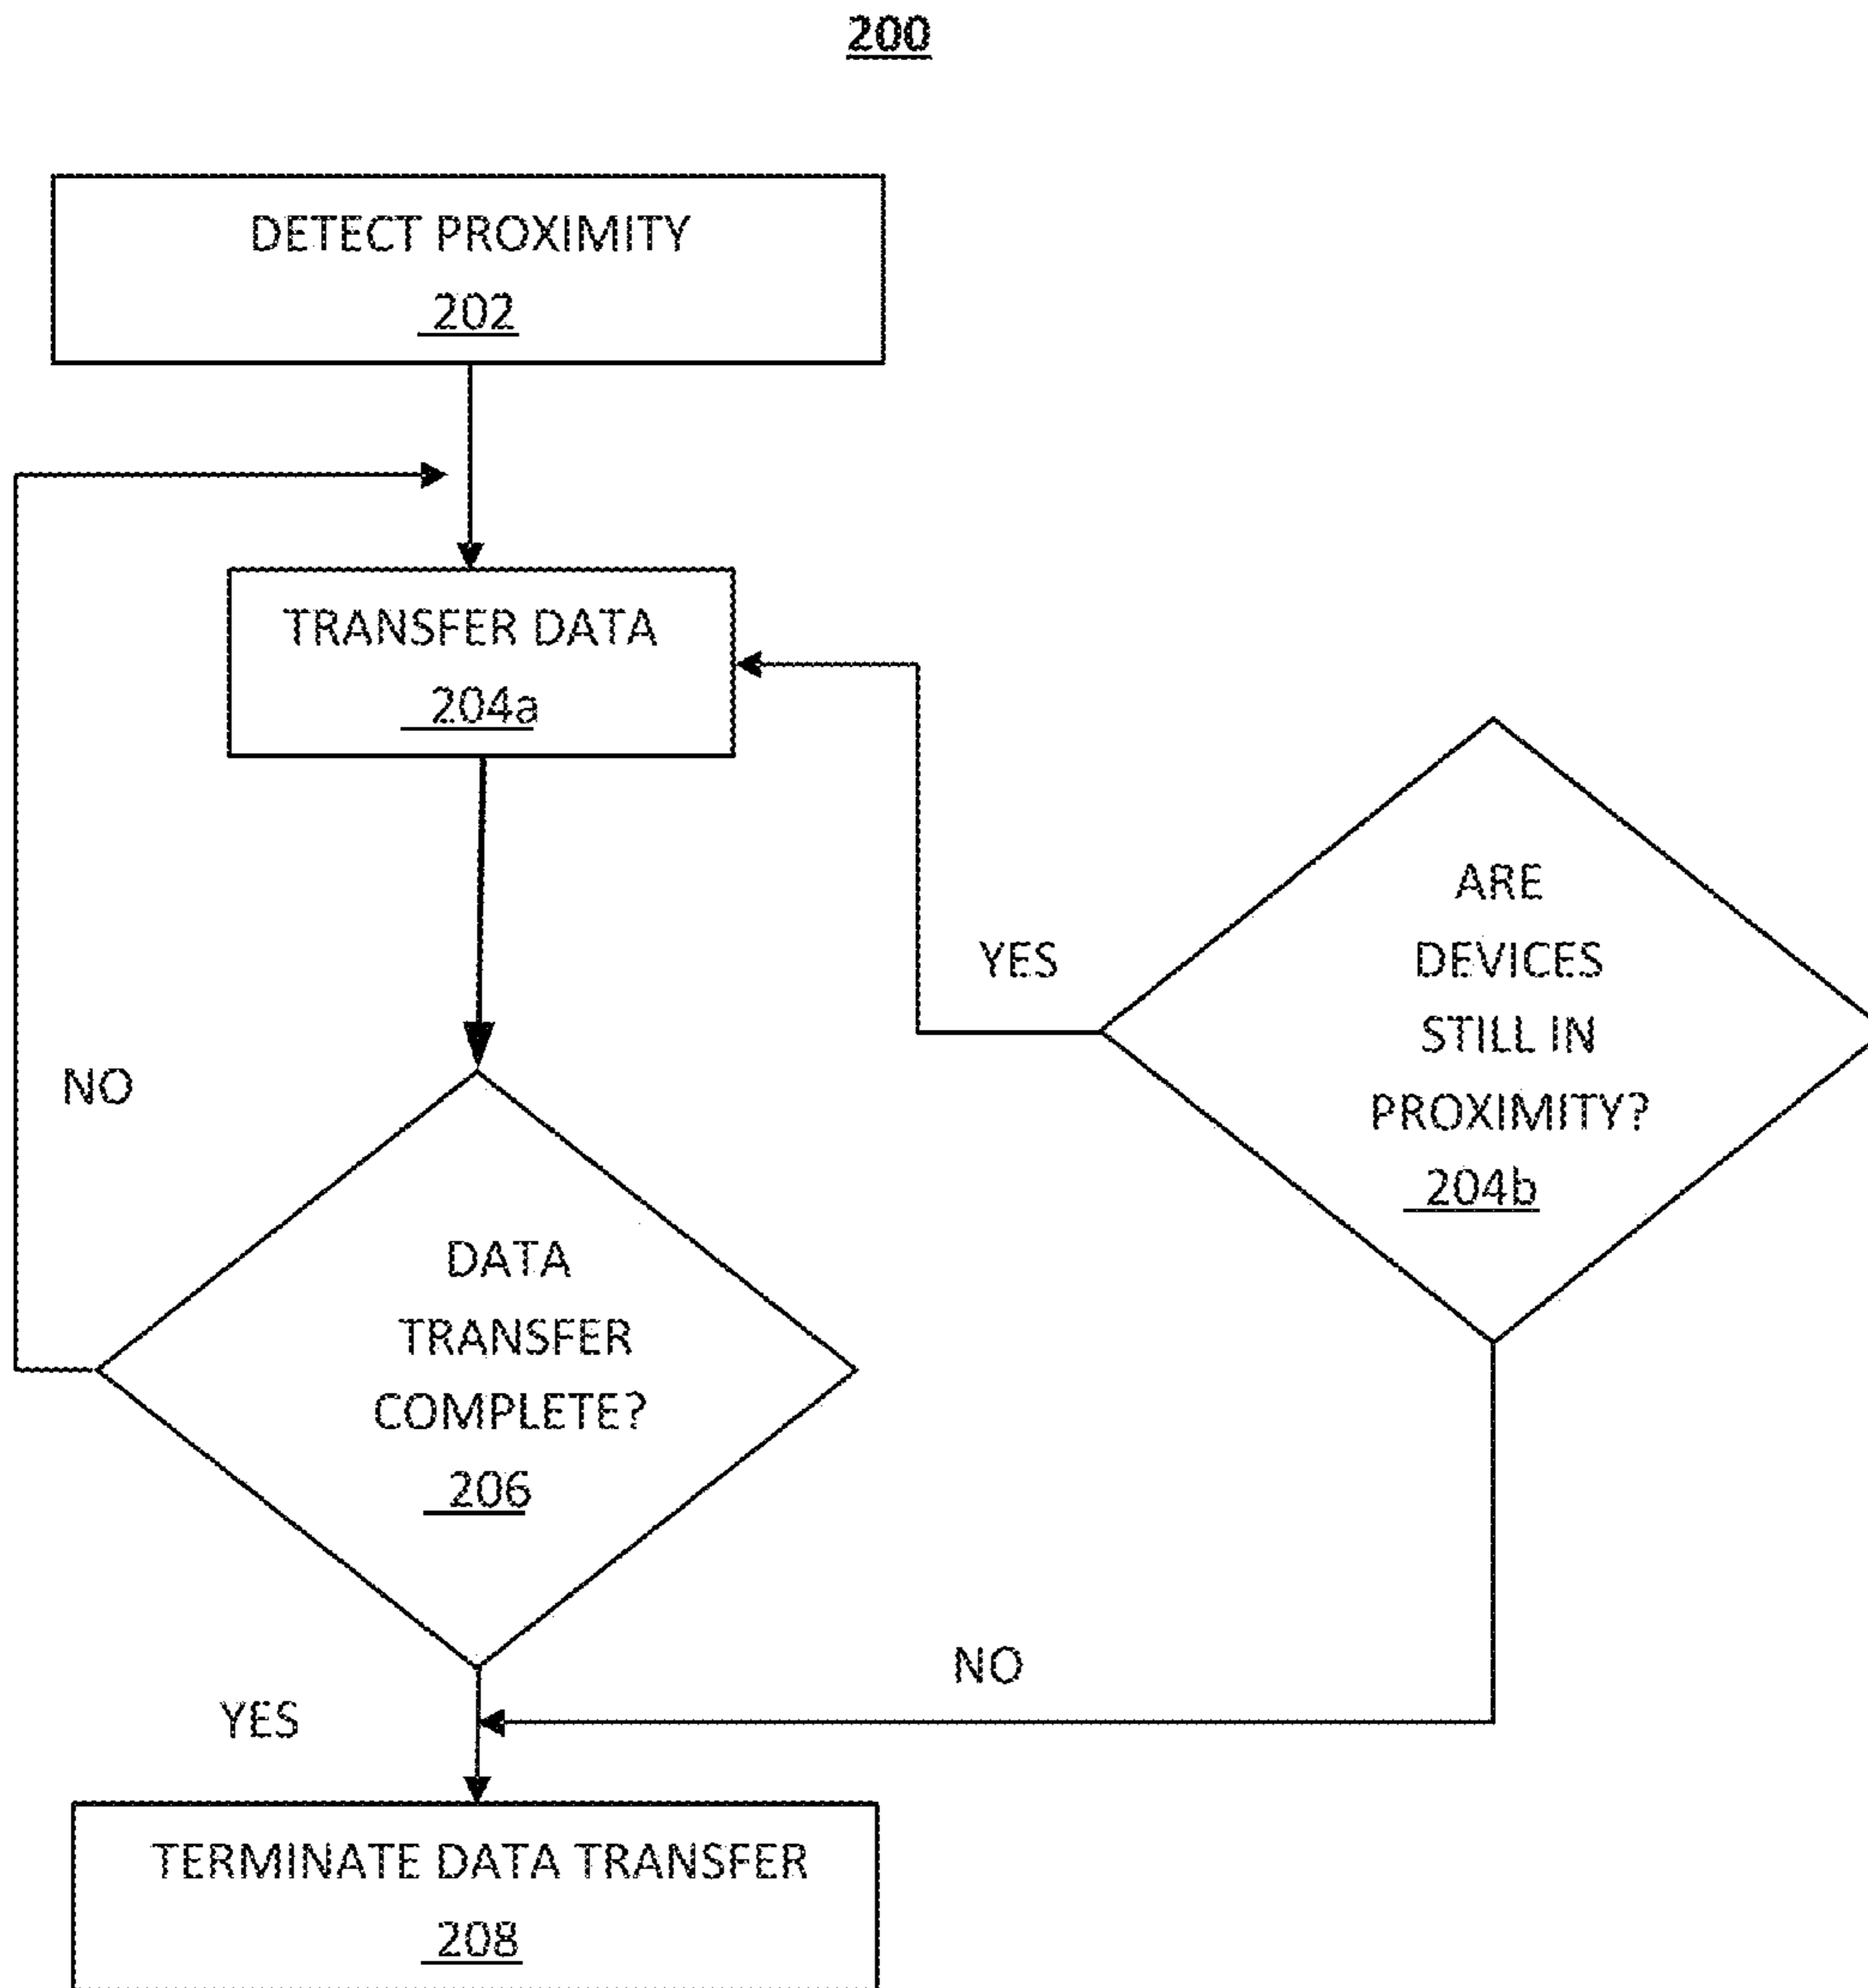 200
DETECT PROXIMITY
202
TRANSFER DATA
204a
ARE
DEVICES
STILL IN
PROXIMITY?
204b
YES
NO
DATA
TRANSFER
COMPLETE?
206
NO
YES
TERMINATE DATA TRANSFER
208